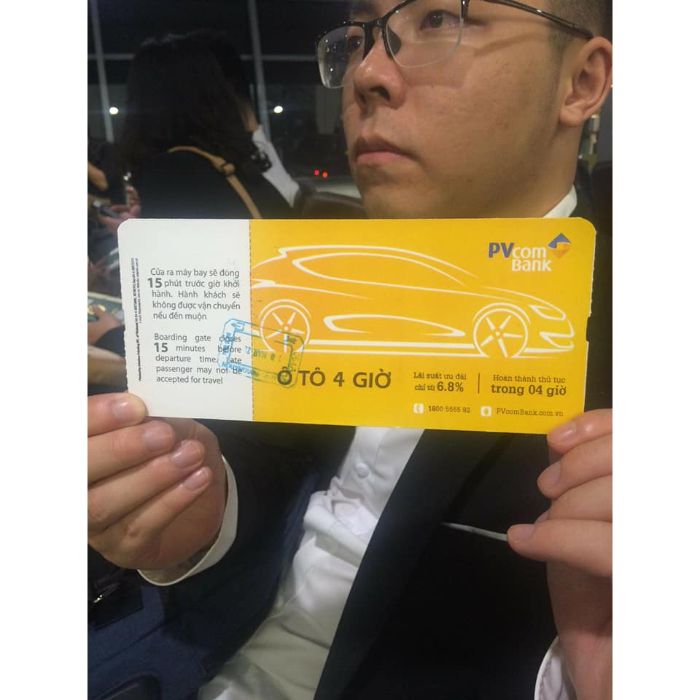 Cửa ra máy bay sẽ đóng
15 phút trước giờ khởi
hành. Hành khách sẽ
không được vận chuyển
nếu đến muộn
Boarding gate closes
15 minutes before
departure time. Late
passenger may not be
accepted for travel
PVcom
Bank
Ô TÔ 4 GIỜ
Lãi suất ưu đãi
chỉ từ 6.8%
Hoàn thành thủ tục
trong 04 giờ
1800 5555 92
PVcomBank.com.vn